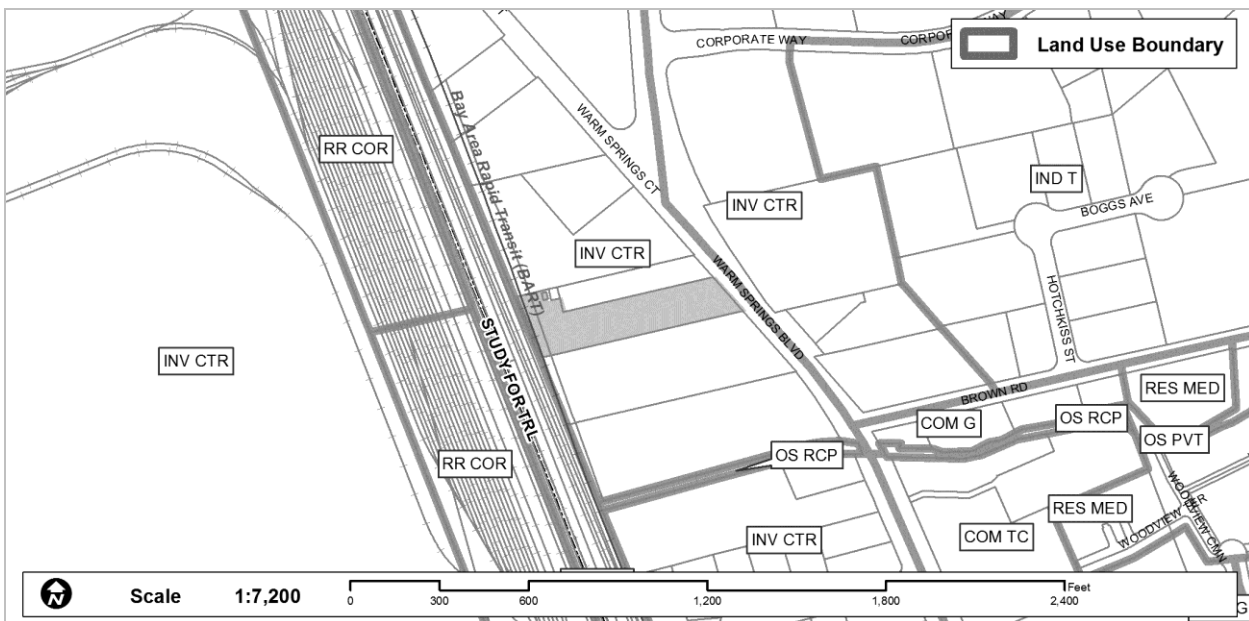 CORPORATE WAY
CORPOR
WAY
Land Use Boundary
Bay Area Rapid Transit (BART)
WARM SPRINGS CT
RR COR
IND T
INV CTR
BOGGS AVE
INV CTR
WARM SPRINGS BLVD
HOTCHKISS ST
STUDY-FOR-TRL
INV CTR
BROWN RD
RES MED
COM G
OS RCP
OS PVT
OS RCP
RR COR
RES MED
WOODVIEW
WOODVIEW CMN
COM TC
INV CTR
N
Scale 1:7,200
0 300 600 1,200 1,800 2,400
Feet
G